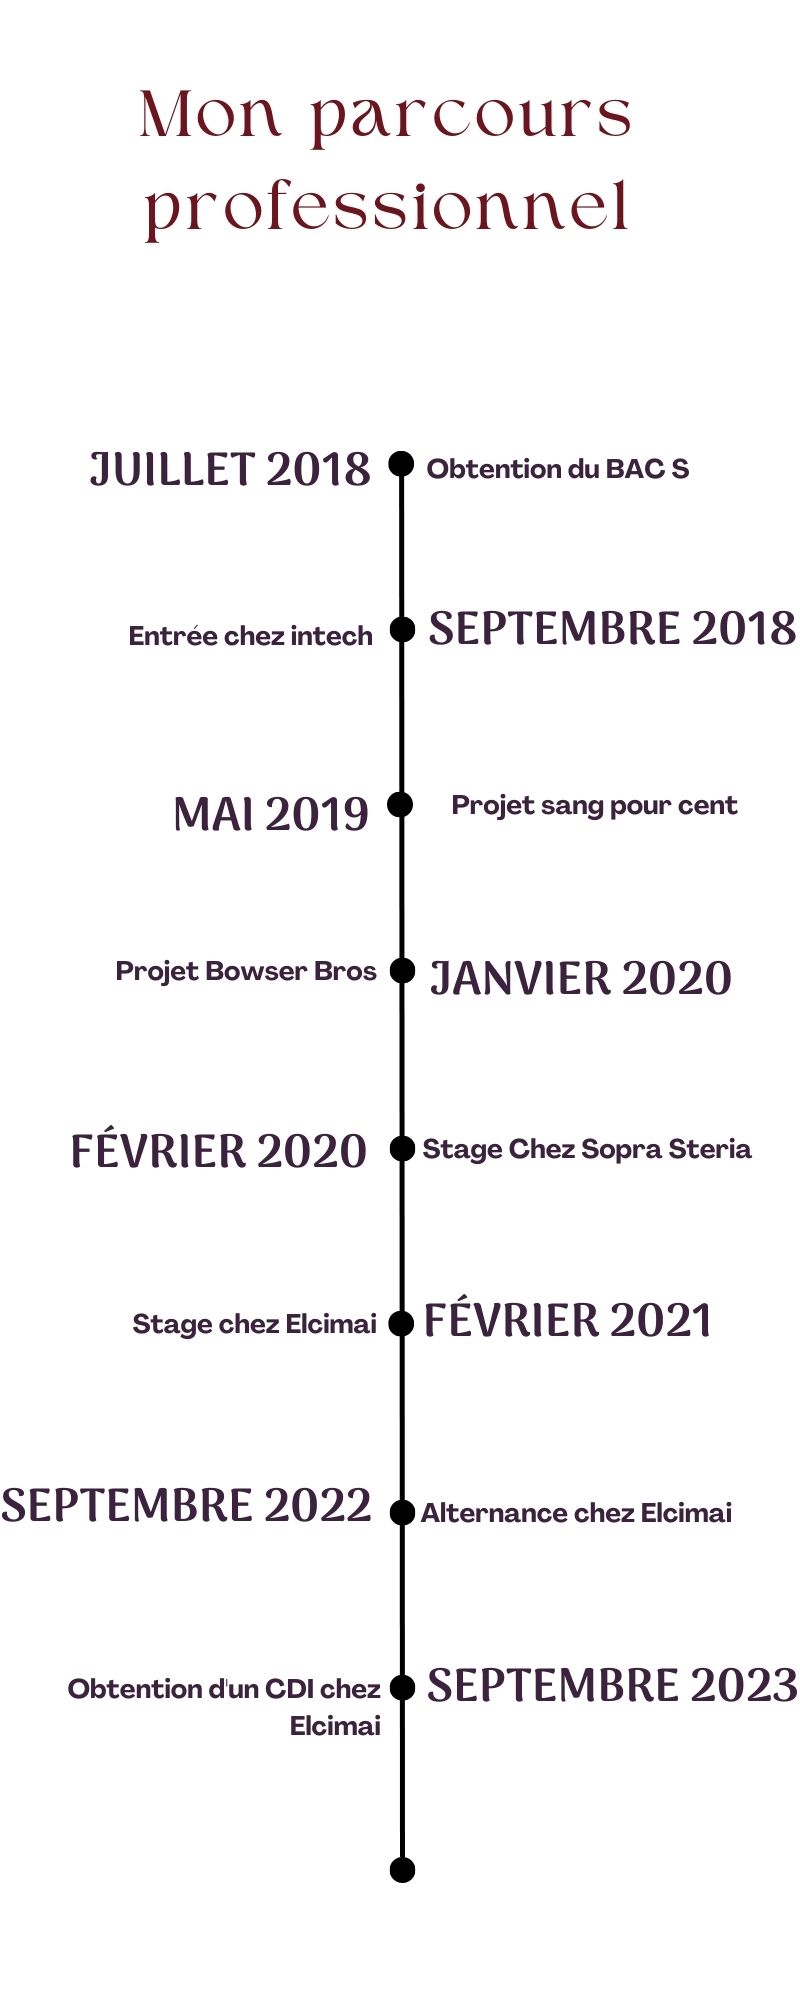 Mon parcours
professionnel
JUILLET 2018
Obtention du BAC S
Entrée chez intech
SEPTEMBRE 2018
MAI 2019
Projet sang pour cent
Projet Bowser Bros
JANVIER 2020
FÉVRIER 2020
Stage Chez Sopra Steria
Stage chez Elcimai
FÉVRIER 2021
SEPTEMBRE 2022
Alternance chez Elcimai
Obtention d'un CDI chez
Elcimai
SEPTEMBRE 2023